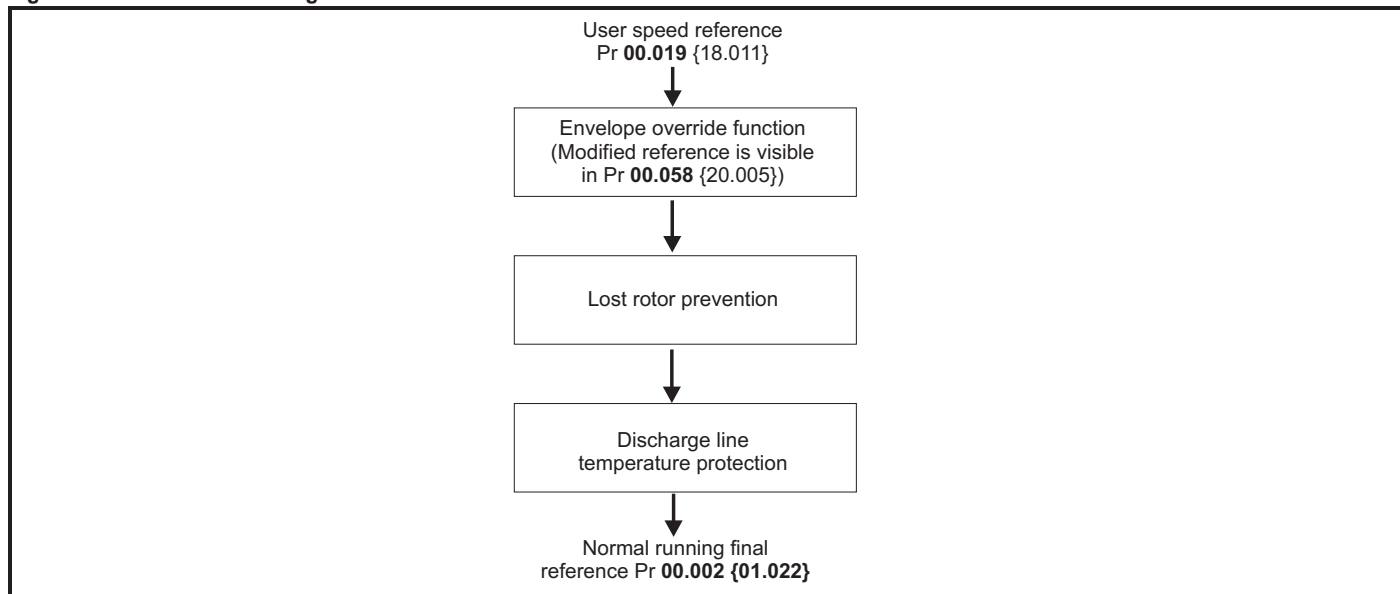 User speed reference
Pr 00.019 {18.011}
Envelope override function
(Modified reference is visible
in Pr 00.058 {20.005})
Lost rotor prevention
Discharge line
temperature protection
Normal running final
reference Pr 00.002 {01.022}